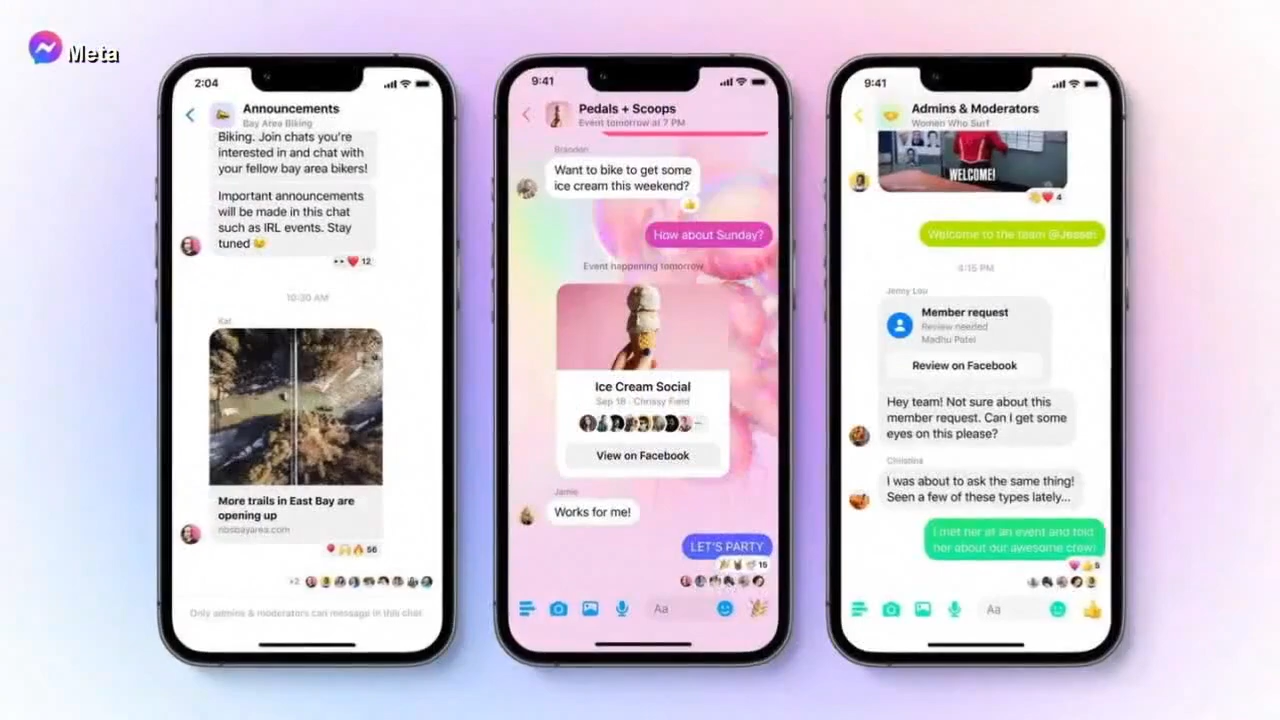 Meta
2:04
Announcements
Bay Area Biking
Biking. Join chats you're
interested in and chat with
your fellow bay area bikers!
Important announcements
will be made in this chat
such as IRL events. Stay
tuned
12
10:30 AM
Kat
More trails in East Bay are
opening up
nbsbayarea.com
56
+2
Only admins & moderators can message in this chat
9:41
Pedals + Scoops
Event tomorrow at 7 PM
Brandon
Want to bike to get some
ice cream this weekend?
How about Sunday?
Event happening tomorrow
Ice Cream Social
Sep 18 · Chrissy Field
View on Facebook
Jamie
Works for me!
LET'S PARTY
15
Aa
9:41
Admins & Moderators
Women Who Surf
WELCOME!
4
Welcome to the team @Jesse!
4:15 PM
Jenny Lou
Member request
Review needed
Madhu Patel
Review on Facebook
Hey team! Not sure about this
member request. Can I get some
eyes on this please?
Christina
I was about to ask the same thing!
Seen a few of these types lately...
I met her at an event and told
her about our awesome crew!
5
Aa